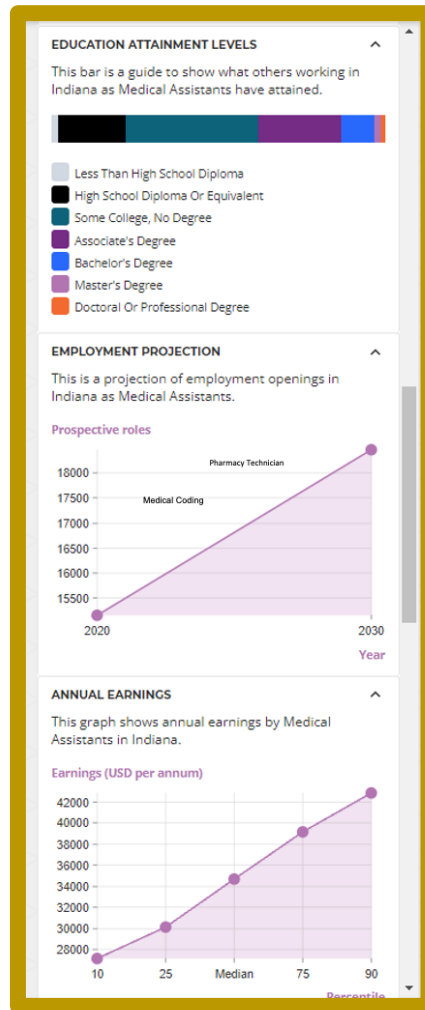 EDUCATION ATTAINMENT LEVELS
This bar is a guide to show what others working in
Indiana as Medical Assistants have attained.
Less Than High School Diploma
High School Diploma Or Equivalent
Some College, No Degree
Associate's Degree
Bachelor's Degree
Master's Degree
Doctoral Or Professional Degree
EMPLOYMENT PROJECTION
This is a projection of employment openings in
Indiana as Medical Assistants.
Prospective roles
Pharmacy Technician
18000
17500
Medical Coding
17000
16500
16000
15500
2020
2030
Year
ANNUAL EARNINGS
This graph shows annual earnings by Medical
Assistants in Indiana.
Earnings (USD per annum)
42000
40000
38000
36000
34000
32000
30000
28000
10
25
Median
75
90
Percentile